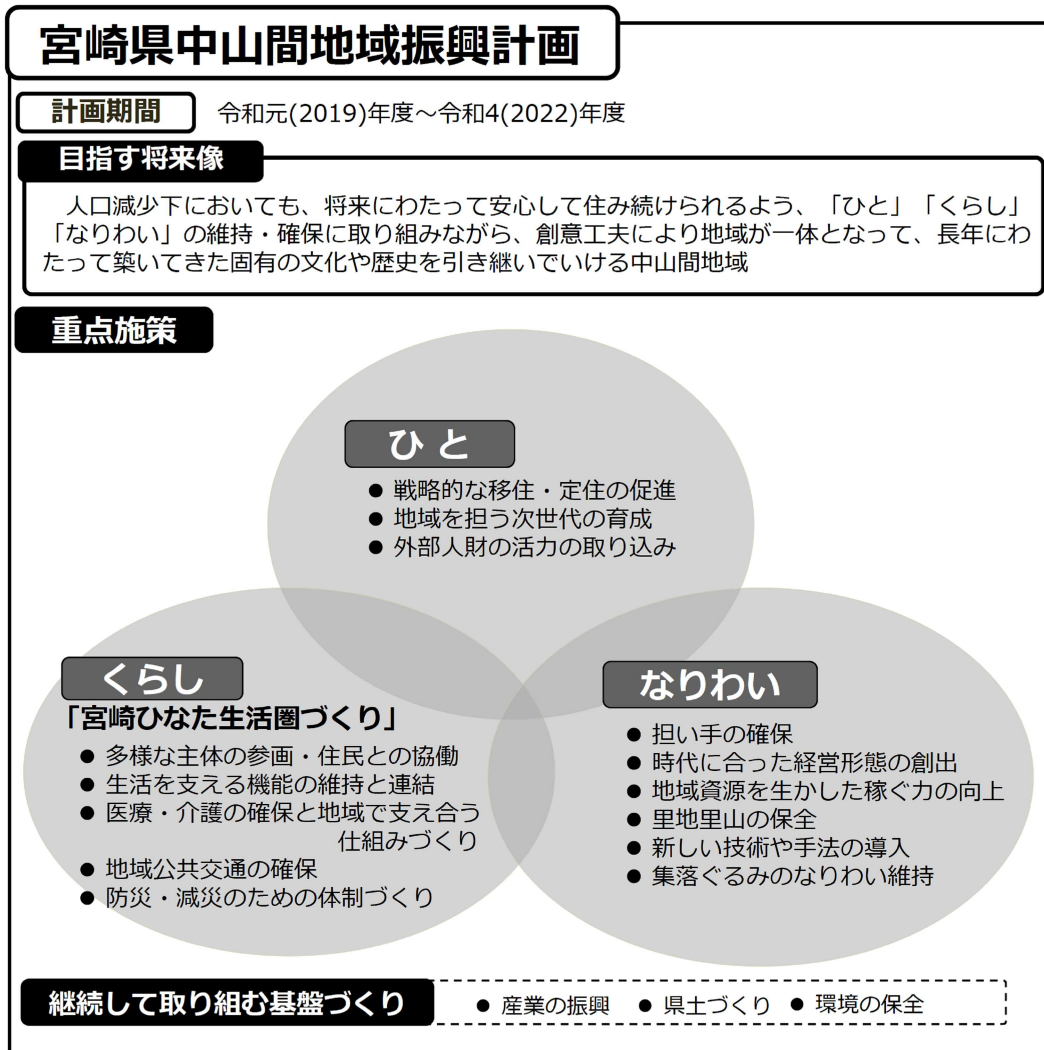 宮崎県中山間地域振興計画
計画期間 令和元(2019)年度～令和4(2022)年度
目指す将来像
人口減少下においても、将来にわたって安心して住み続けられるよう、「ひと」「くらし」
「なりわい」の維持・確保に取り組みながら、創意工夫により地域が一体となって、長年にわ
たって築いてきた固有の文化や歴史を引き継いでいける中山間地域
重点施策
ひと
● 戦略的な移住・定住の促進
● 地域を担う次世代の育成
● 外部人財の活力の取り込み
くらし
「宮崎ひなた生活圏づくり」
● 多様な主体の参画・住民との協働
● 生活を支える機能の維持と連結
● 医療・介護の確保と地域で支え合う
仕組みづくり
● 地域公共交通の確保
● 防災・減災のための体制づくり
なりわい
● 担い手の確保
● 時代に合った経営形態の創出
● 地域資源を生かした稼ぐ力の向上
● 里地里山の保全
● 新しい技術や手法の導入
● 集落ぐるみのなりわい維持
継続して取り組む基盤づくり ● 産業の振興 ● 県土づくり ● 環境の保全